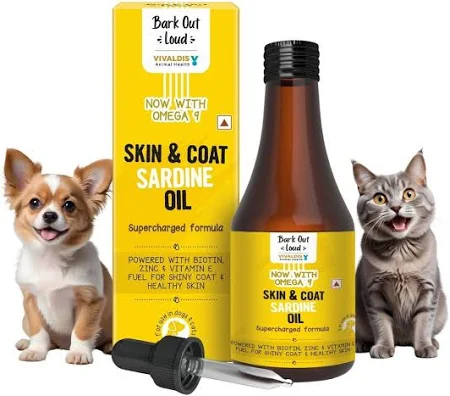 Bark Out
Loud
VIVALDIS
Animal Health
NOW WITH
OMEGA 9
SKIN & COAT
SARDINE
OIL
Supercharged formula
POWERED WITH BIOTIN,
ZINC & VITAMIN E
FUEL FOR SHINY COAT &
HEALTHY SKIN
Bark Out
Loud
VIVALDIS
Animal Health
NOW WITH
OMEGA 9
SKIN & COAT
SARDINE
OIL
Supercharged formula
POWERED WITH BIOTIN, ZINC & VITAMIN E
FUEL FOR SHINY COAT & HEALTHY SKIN